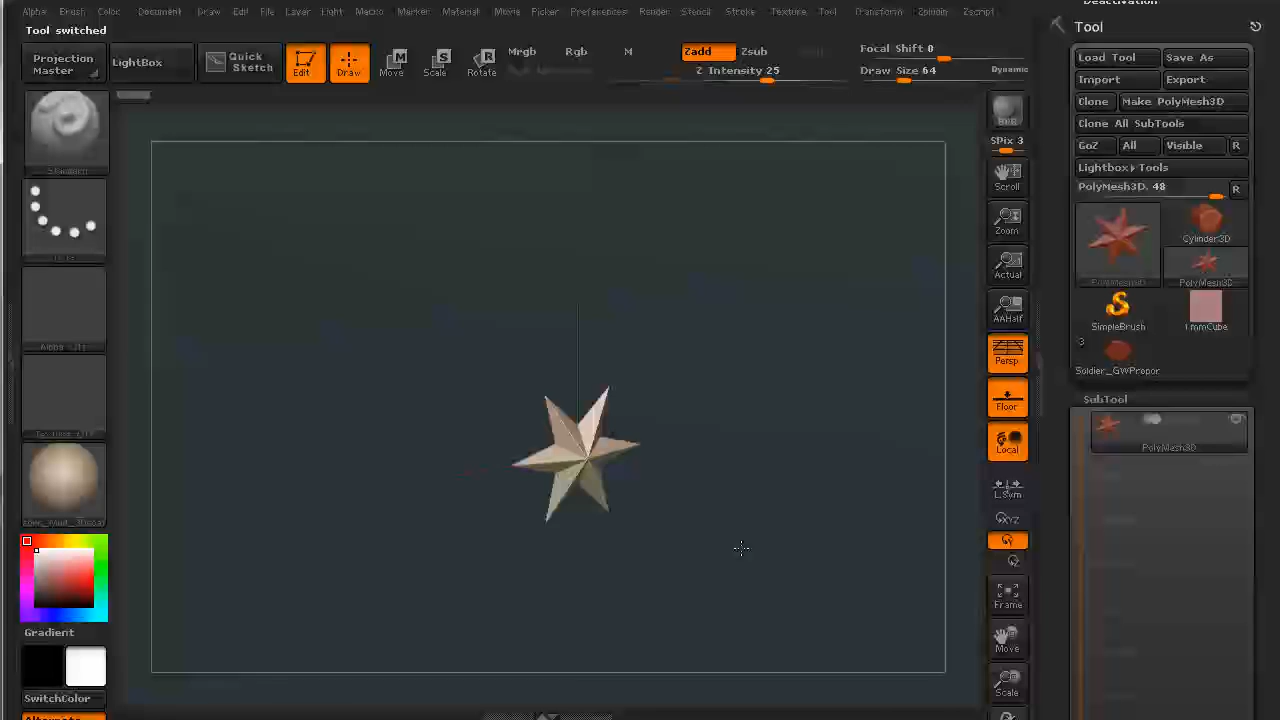 Deactivation
Alpha Brush Color Document Draw Edit File Layer Light Macro Marker Material Movie Picker Preferences Render Stencil Stroke Texture Tool Transform Zplugin Zscript
Tool switched
Tool
Projection
Master
LightBox
Quick
Sketch
Edit
Draw
Move
Scale
Rotate
Mrgb Rgb M
Zadd Zsub
Z Intensity 25
Focal Shift 0
Draw Size 64
Dynamic
Load Tool Save As
Import Export
Clone Make PolyMesh3D
Clone All SubTools
GoZ All Visible R
Lightbox▸Tools
PolyMesh3D. 48 R
Cylinder3D
PolyMesh3D PolyMesh3D
SimpleBrush 1mmCube
3
Soldier_GWPropor
SubTool
PolyMesh3D
Standard
SPix 3
Scroll
Zoom
Actual
AAHalf
Persp
Floor
Local
L.Sym
XYZ
Y
Z
Frame
Move
Scale
Gradient
SwitchColor
Alternate